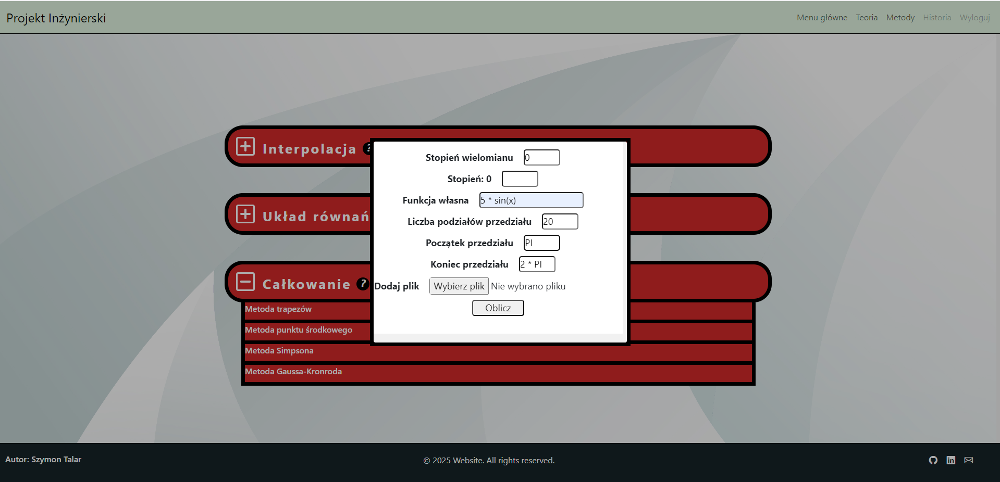 Projekt Inżynierski
Menu główne Teoria Metody Historia Wyloguj
Interpolacja ?
Układ równań
Całkowanie ?
Metoda trapezów
Metoda punktu środkowego
Metoda Simpsona
Metoda Gaussa-Kronroda
Stopień wielomianu 0
Stopień: 0
Funkcja własna 5 * sin(x)
Liczba podziałów przedziału 20
Początek przedziału PI
Koniec przedziału 2 * PI
Dodaj plik Wybierz plik Nie wybrano pliku
Oblicz
Autor: Szymon Talar
© 2025 Website. All rights reserved.